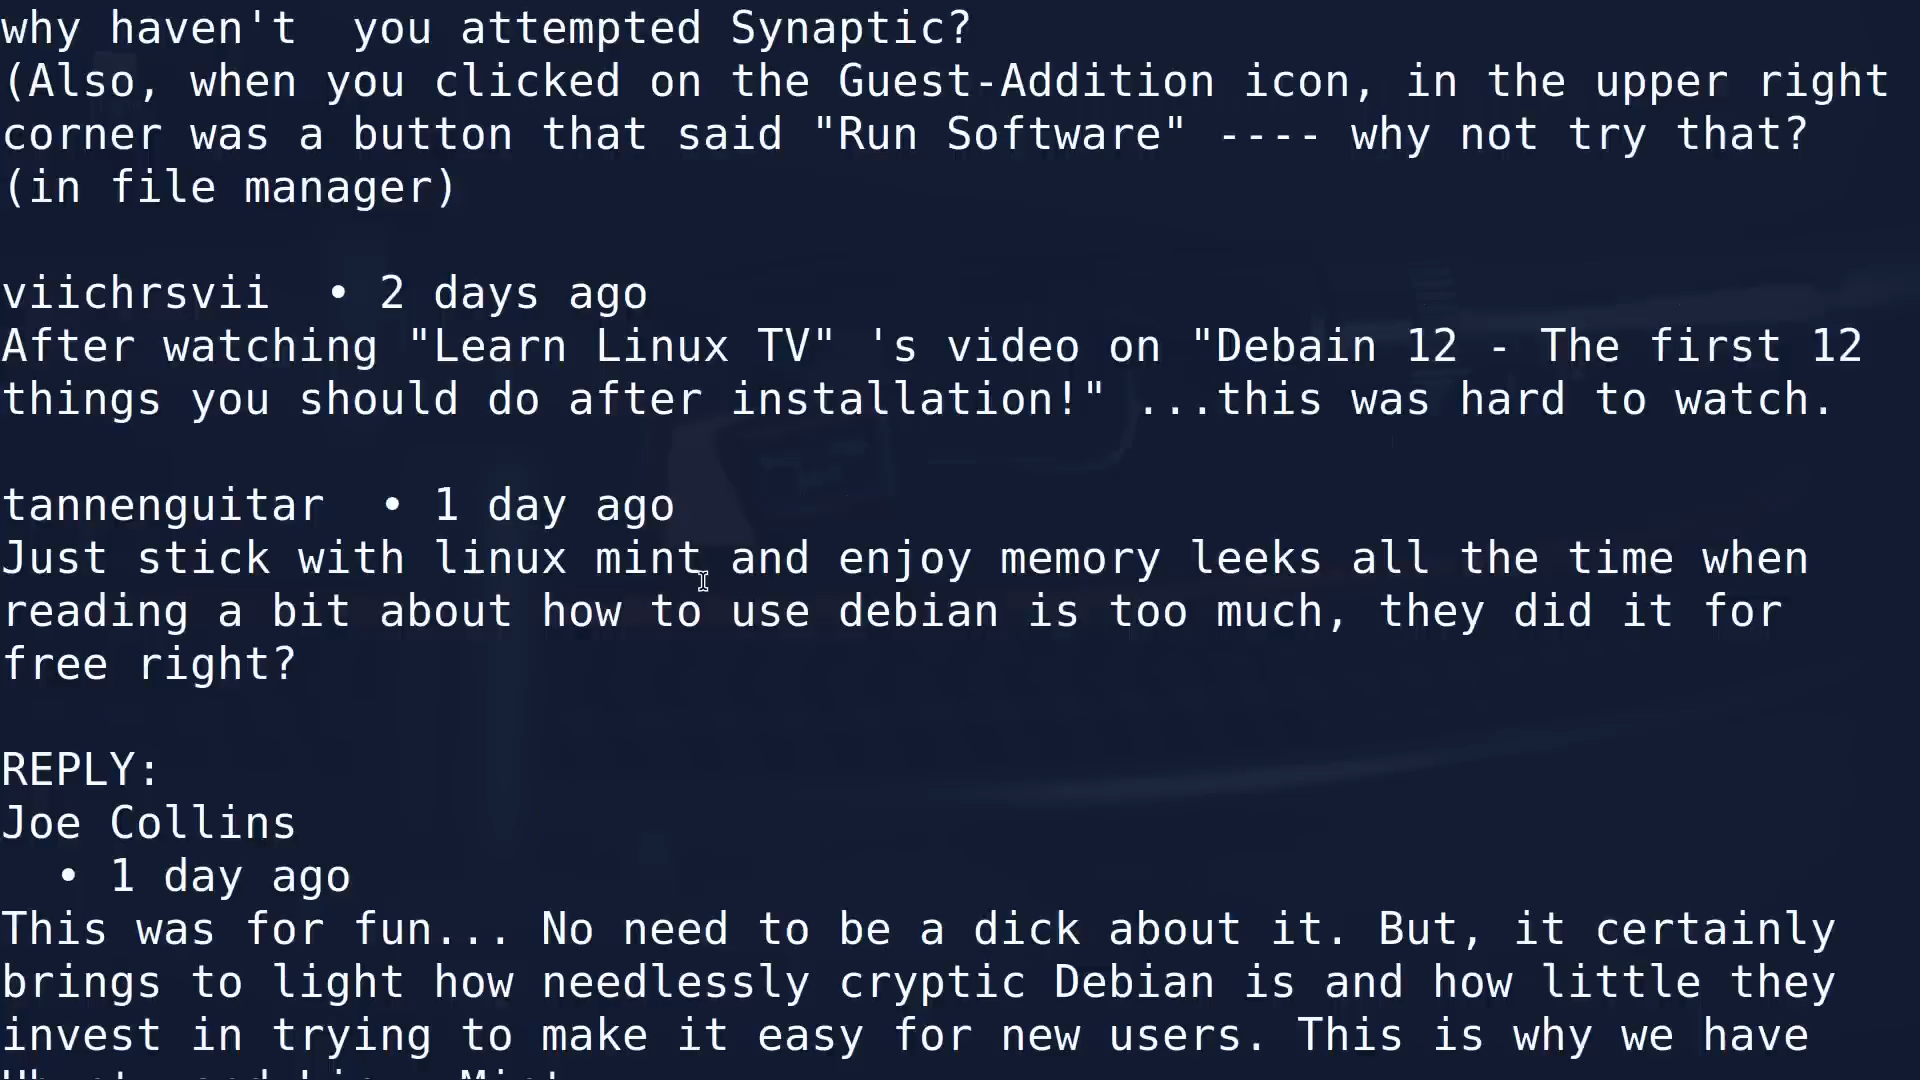 why haven't  you attempted Synaptic?
(Also, when you clicked on the Guest-Addition icon, in the upper right
corner was a button that said "Run Software" ---- why not try that?
(in file manager)
viichrsvii  • 2 days ago
After watching "Learn Linux TV" 's video on "Debain 12 - The first 12
things you should do after installation!" ...this was hard to watch.
tannenguitar  • 1 day ago
Just stick with linux mint and enjoy memory leeks all the time when
reading a bit about how to use debian is too much, they did it for
free right?
REPLY:
Joe Collins
• 1 day ago
This was for fun... No need to be a dick about it. But, it certainly
brings to light how needlessly cryptic Debian is and how little they
invest in trying to make it easy for new users. This is why we have